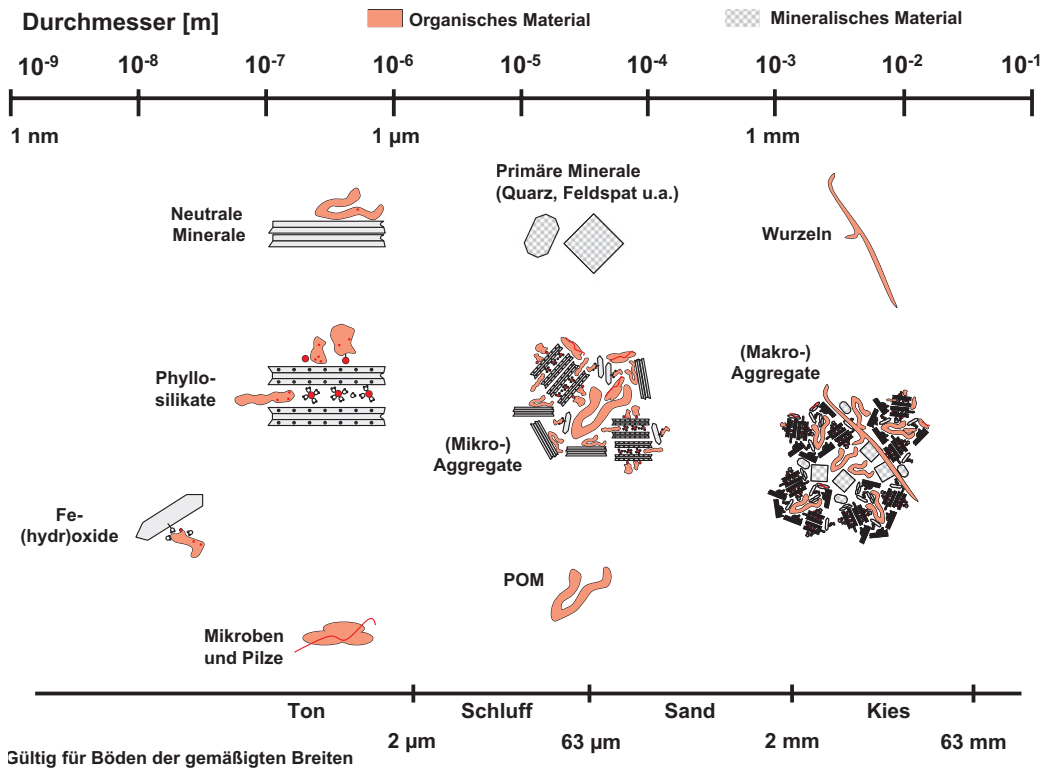 Durchmesser [m]
Organisches Material
Mineralisches Material
10-9 10-8 10-7 10-6 10-5 10-4 10-3 10-2 10-1
1 nm 1 µm 1 mm
Neutrale
Minerale
Primäre Minerale
(Quarz, Feldspat u.a.)
Wurzeln
Phyllo-
silikate
(Mikro-)
Aggregate
(Makro-)
Aggregate
Fe-
(hydr)oxide
POM
Mikroben
und Pilze
Ton Schluff Sand Kies
2 µm 63 µm 2 mm 63 mm
Gültig für Böden der gemäßigten Breiten